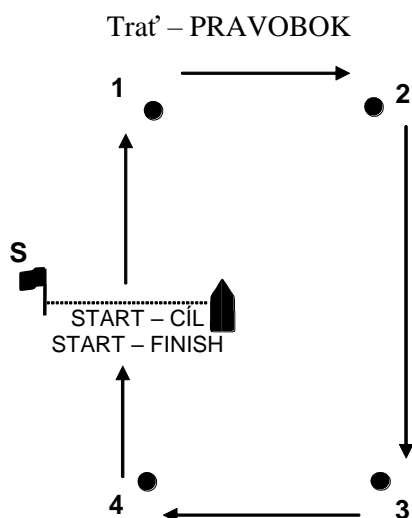 Trať – PRAVOBOK
1
2
S
START – CÍL
START – FINISH
4
3